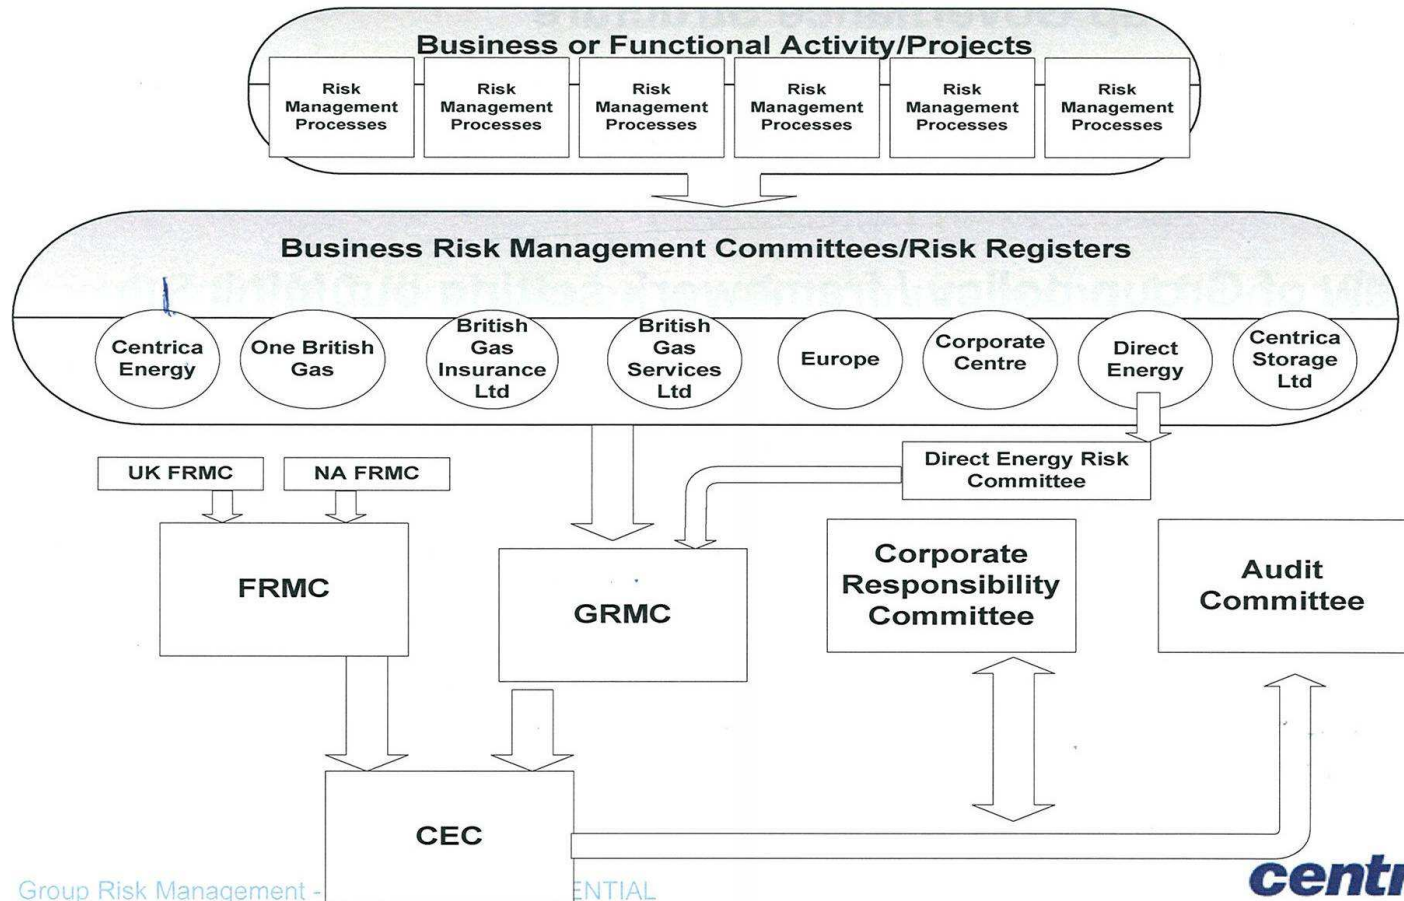 Business or Functional Activity/Projects
Risk
Management
Processes
Risk
Management
Processes
Risk
Management
Processes
Risk
Management
Processes
Risk
Management
Processes
Risk
Management
Processes
Business Risk Management Committees/Risk Registers
Centrica
Energy
One British
Gas
British
Gas
Insurance
Ltd
British
Gas
Services
Ltd
Europe
Corporate
Centre
Direct
Energy
Centrica
Storage
Ltd
UK FRMC
NA FRMC
Direct Energy Risk
Committee
FRMC
GRMC
Corporate
Responsibility
Committee
Audit
Committee
CEC
Group Risk Management -
ENTIAL
centr